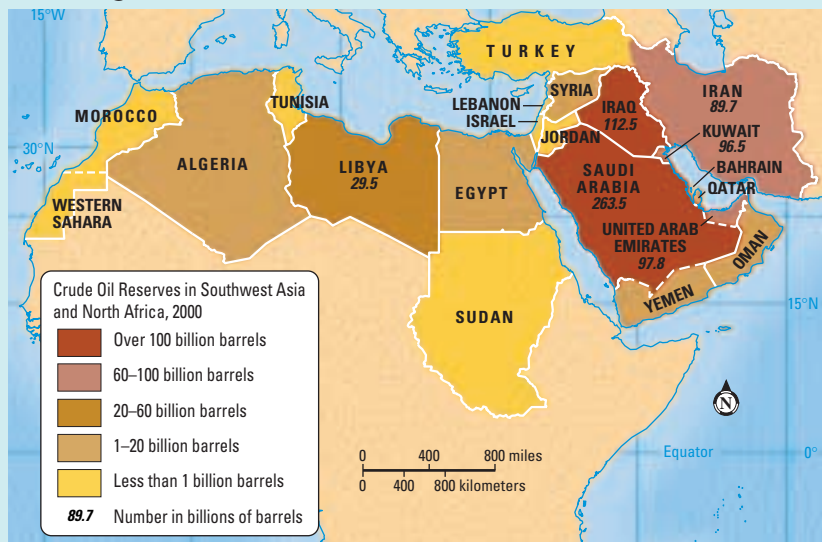 15°W
TURKEY
SYRIA
LEBANON
ISRAEL
IRAQ
112.5
IRAN
89.7
KUWAIT
96.5
BAHRAIN
QATAR
JORDAN
TUNISIA
MOROCCO
30°N
ALGERIA
LIBYA
29.5
EGYPT
SAUDI
ARABIA
263.5
WESTERN
SAHARA
UNITED ARAB
EMIRATES
97.8
OMAN
YEMEN
15°N
SUDAN
Crude Oil Reserves in Southwest Asia
and North Africa, 2000
Over 100 billion barrels
60–100 billion barrels
20–60 billion barrels
1–20 billion barrels
Less than 1 billion barrels
89.7 Number in billions of barrels
N
0 400 800 miles
0 400 800 kilometers
Equator
0°